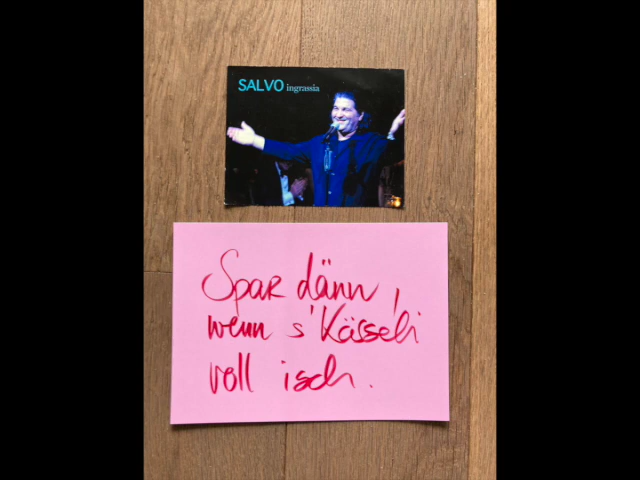 SALVO ingrassia
Spar dänn,
wenn s'Kässeli
voll isch.